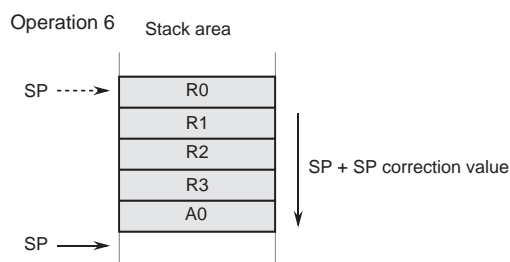 Operation 6
Stack area
SP
R0
R1
R2
R3
A0
SP + SP correction value
SP